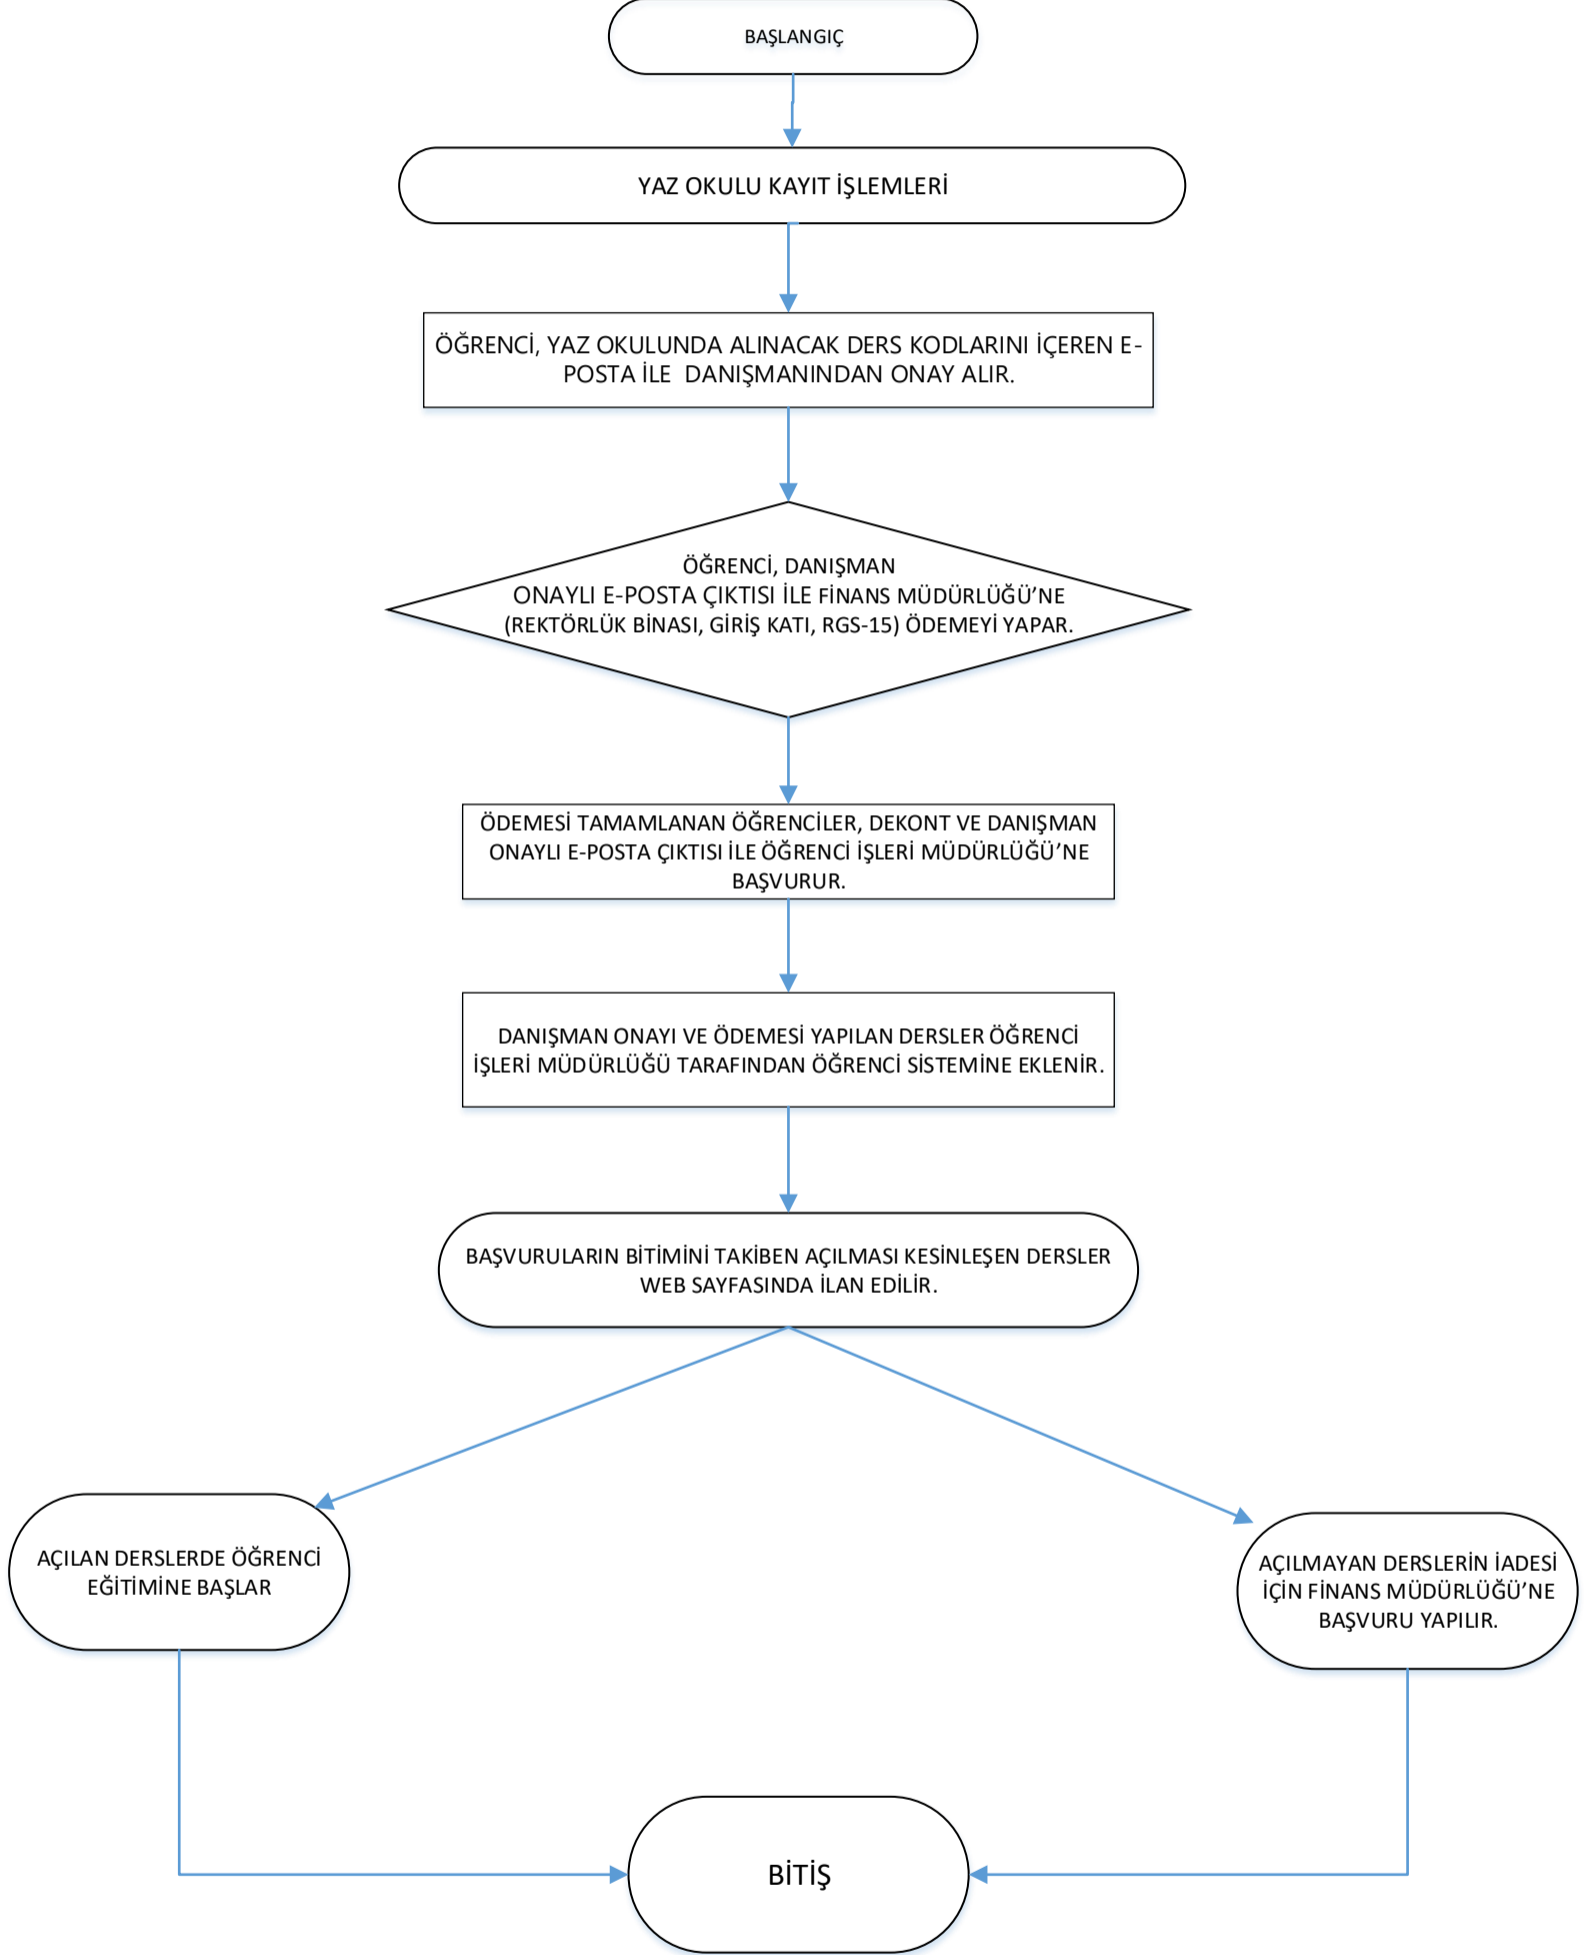 BAŞLANGIÇ
YAZ OKULU KAYIT İŞLEMLERİ
ÖĞRENCİ, YAZ OKULUNDA ALINACAK DERS KODLARINI İÇEREN E-
POSTA İLE DANIŞMANINDAN ONAY ALIR.
ÖĞRENCİ, DANIŞMAN
ONAYLI E-POSTA ÇIKTISI İLE FİNANS MÜDÜRLÜĞÜ’NE
(REKTÖRLÜK BİNASI, GİRİŞ KATI, RGS-15) ÖDEMEYİ YAPAR.
ÖDEMESİ TAMAMLANAN ÖĞRENCİLER, DEKONT VE DANIŞMAN
ONAYLI E-POSTA ÇIKTISI İLE ÖĞRENCİ İŞLERİ MÜDÜRLÜĞÜ’NE
BAŞVURUR.
DANIŞMAN ONAYI VE ÖDEMESİ YAPILAN DERSLER ÖĞRENCİ
İŞLERİ MÜDÜRLÜĞÜ TARAFINDAN ÖĞRENCİ SİSTEMİNE EKLENİR.
BAŞVURULARIN BİTİMİNİ TAKİBEN AÇILMASI KESİNLEŞEN DERSLER
WEB SAYFASINDA İLAN EDİLİR.
AÇILAN DERSLERDE ÖĞRENCİ
EĞİTİMİNE BAŞLAR
AÇILMAYAN DERSLERİN İADESİ
İÇİN FİNANS MÜDÜRLÜĞÜ’NE
BAŞVURU YAPILIR.
BİTİŞ